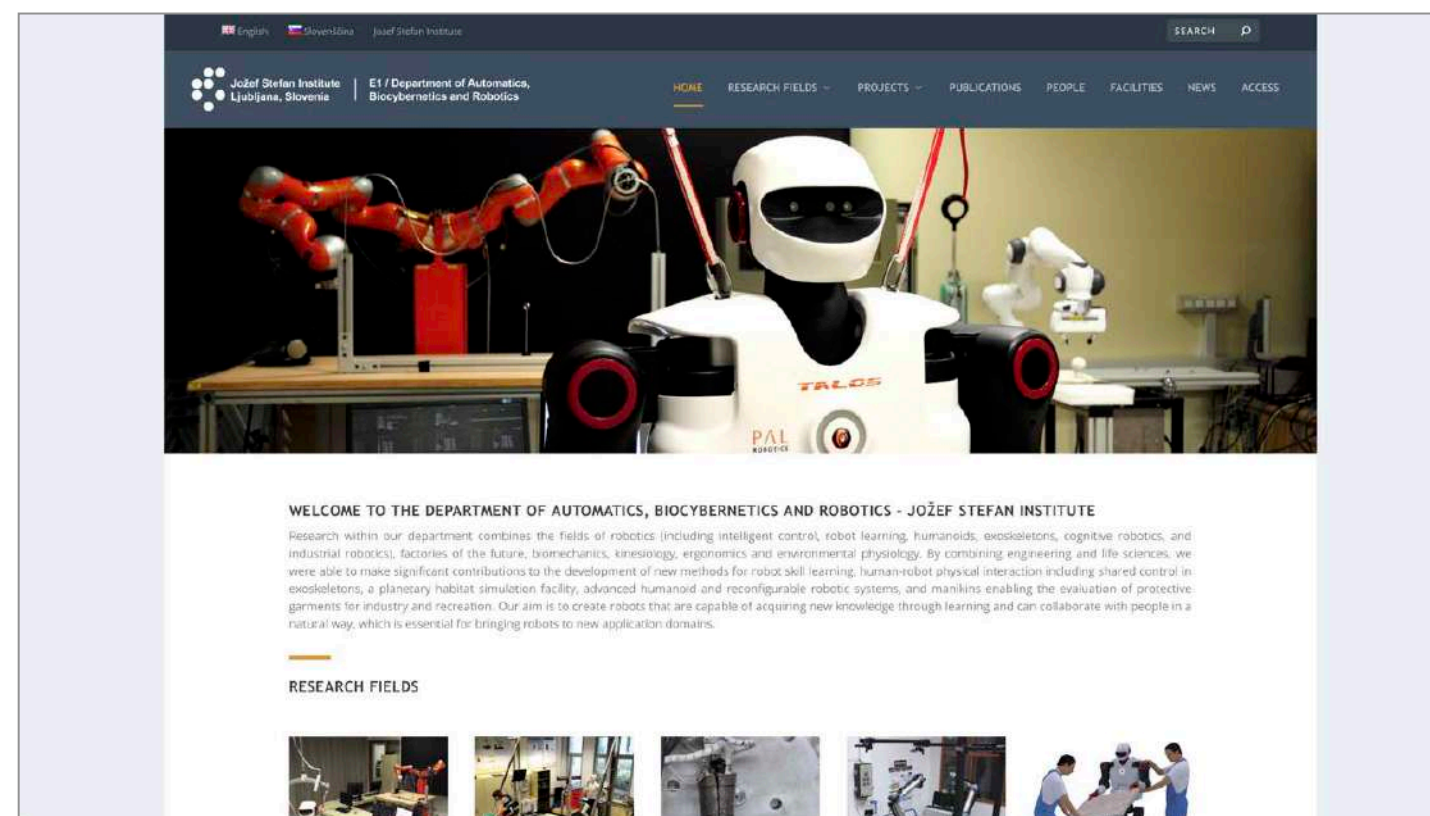 English Slovenščina Jozef Stefan Institute
SEARCH
Jožef Stefan Institute
Ljubljana, Slovenia
E1 / Department of Automatics,
Biocybernetics and Robotics
HOME RESEARCH FIELDS PROJECTS PUBLICATIONS PEOPLE FACILITIES NEWS ACCESS
TALOS
PAL
ROBOTICS
WELCOME TO THE DEPARTMENT OF AUTOMATICS, BIOCYBERNETICS AND ROBOTICS - JOŽEF STEFAN INSTITUTE
Research within our department combines the fields of robotics (including intelligent control, robot learning, humanoids, exoskeletons, cognitive robotics, and
industrial robotics), factories of the future, biomechanics, kinesiology, ergonomics and environmental physiology. By combining engineering and life sciences, we
were able to make significant contributions to the development of new methods for robot skill learning, human-robot physical interaction including shared control in
exoskeletons, a planetary habitat simulation facility, advanced humanoid and reconfigurable robotic systems, and manikins enabling the evaluation of protective
garments for industry and recreation. Our aim is to create robots that are capable of acquiring new knowledge through learning and can collaborate with people in a
natural way, which is essential for bringing robots to new application domains.
RESEARCH FIELDS